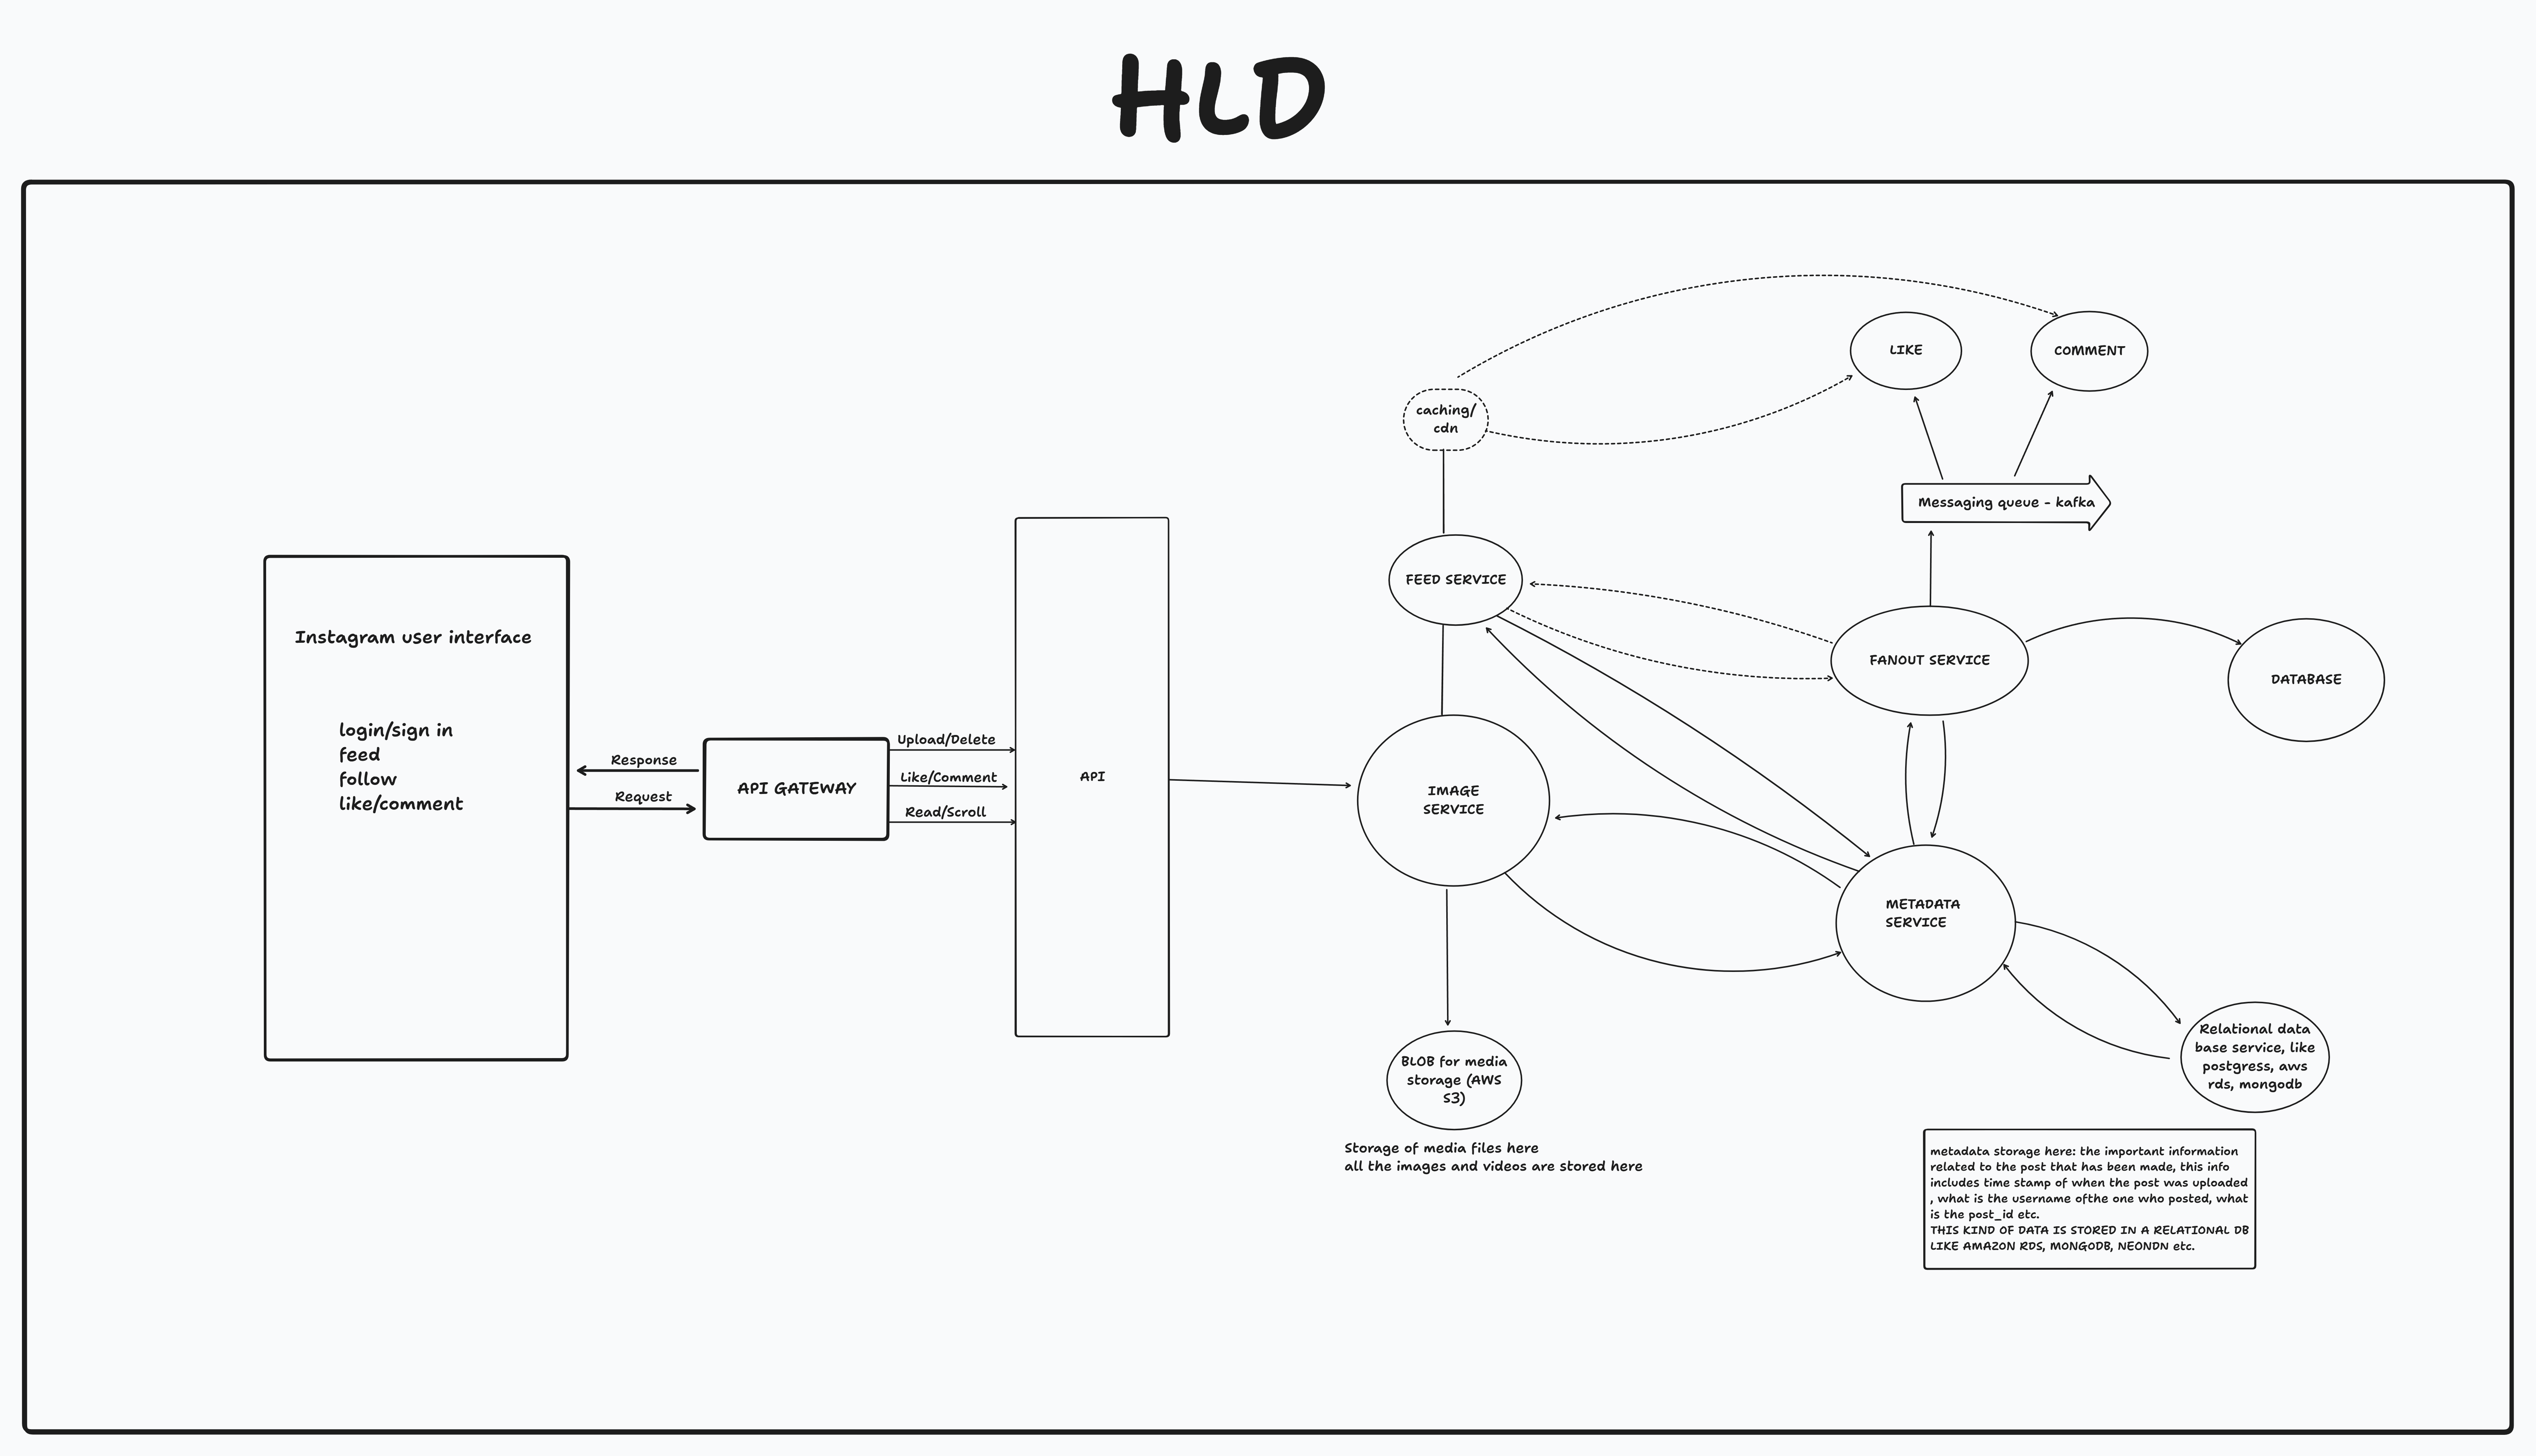 HLD
Instagram user interface
login/sign in
feed
follow
like/comment
Response
Request
API GATEWAY
Upload/Delete
Like/Comment
Read/Scroll
API
caching/
cdn
LIKE
COMMENT
Messaging queue - kafka
FEED SERVICE
FANOUT SERVICE
DATABASE
IMAGE
SERVICE
METADATA
SERVICE
BLOB for media
storage (AWS
S3)
Storage of media files here
all the images and videos are stored here
Relational data
base service, like
postgress, aws
rds, mongodb
metadata storage here: the important information
related to the post that has been made, this info
includes time stamp of when the post was uploaded
, what is the username ofthe one who posted, what
is the post_id etc.
THIS KIND OF DATA IS STORED IN A RELATIONAL DB
LIKE AMAZON RDS, MONGODB, NEONDN etc.